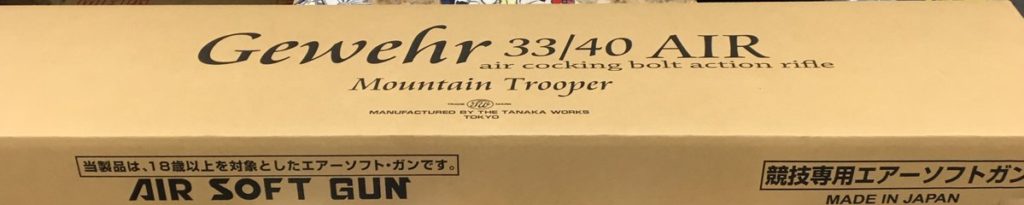 Gewehr 33/40 AIR
air cocking bolt action rifle
Mountain Trooper
TRADE MARK
MANUFACTURED BY THE TANAKA WORKS
TOKYO
当製品は、18歳以上を対象としたエアーソフト・ガンです。
AIR SOFT GUN
競技専用エアーソフトガン
MADE IN JAPAN